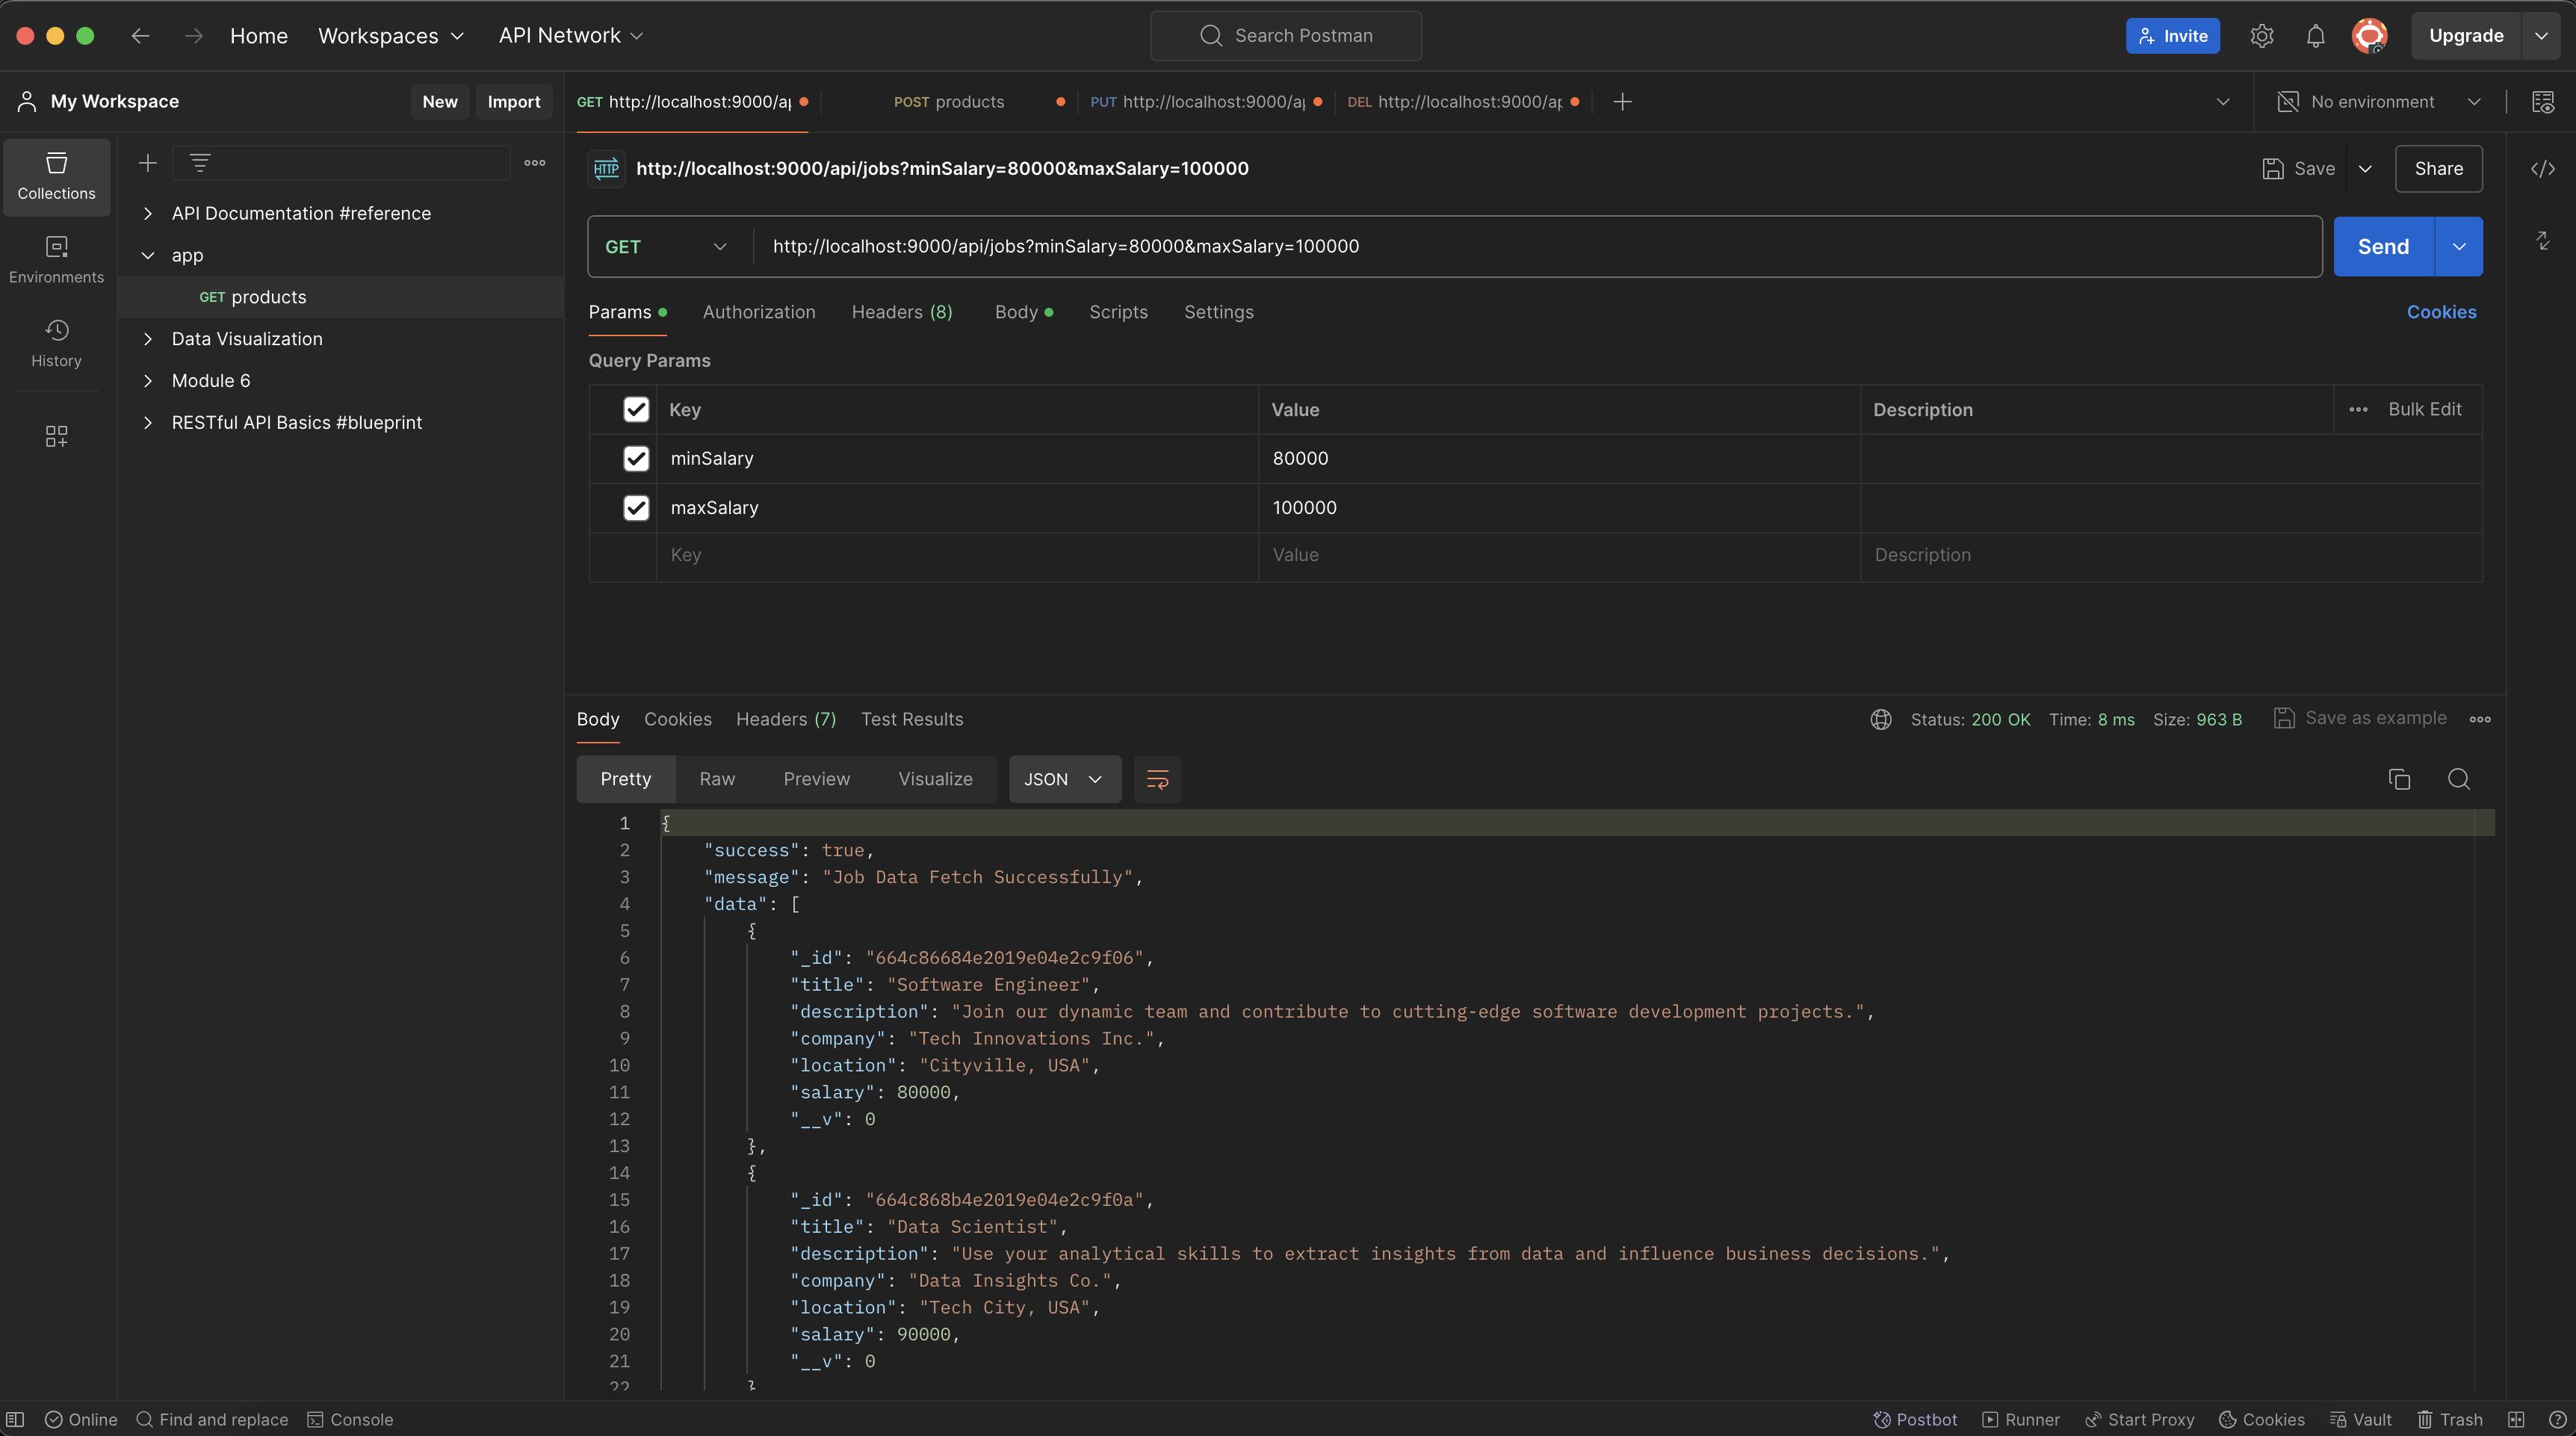 Home Workspaces API Network Search Postman Invite Upgrade
My Workspace New Import
GET http://localhost:9000/a POST products PUT http://localhost:9000/a DEL http://localhost:9000/a No environment
Collections
Environments
History
API Documentation #reference
app
GET products
Data Visualization
Module 6
RESTful API Basics #blueprint
HTTP http://localhost:9000/api/jobs?minSalary=80000&maxSalary=100000 Save Share
GET http://localhost:9000/api/jobs?minSalary=80000&maxSalary=100000 Send
Params Authorization Headers (8) Body Scripts Settings Cookies
Query Params
Key Value Description Bulk Edit
minSalary 80000
maxSalary 100000
Key Value Description
Body Cookies Headers (7) Test Results Status: 200 OK Time: 8 ms Size: 963 B Save as example
Pretty Raw Preview Visualize JSON
1 {
2 "success": true,
3 "message": "Job Data Fetch Successfully",
4 "data": [
5 {
6 "_id": "664c86684e2019e04e2c9f06",
7 "title": "Software Engineer",
8 "description": "Join our dynamic team and contribute to cutting-edge software development projects.",
9 "company": "Tech Innovations Inc.",
10 "location": "Cityville, USA",
11 "salary": 80000,
12 "__v": 0
13 },
14 {
15 "_id": "664c868b4e2019e04e2c9f0a",
16 "title": "Data Scientist",
17 "description": "Use your analytical skills to extract insights from data and influence business decisions.",
18 "company": "Data Insights Co.",
19 "location": "Tech City, USA",
20 "salary": 90000,
21 "__v": 0
22 }
Online Find and replace Console Postbot Runner Start Proxy Cookies Vault Trash